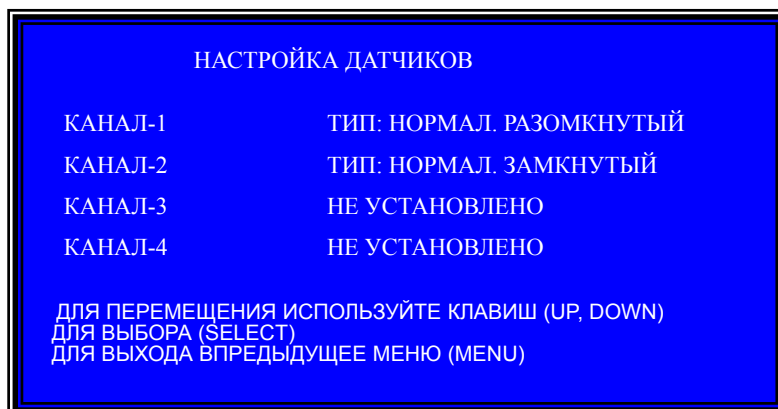 НАСТРОЙКА ДАТЧИКОВ
КАНАЛ-1 ТИП: НОРМАЛ. РАЗОМКНУТЫЙ
КАНАЛ-2 ТИП: НОРМАЛ. ЗАМКНУТЫЙ
КАНАЛ-3 НЕ УСТАНОВЛЕНО
КАНАЛ-4 НЕ УСТАНОВЛЕНО
ДЛЯ ПЕРЕМЕЩЕНИЯ ИСПОЛЬЗУЙТЕ КЛАВИШ (UP, DOWN)
ДЛЯ ВЫБОРА (SELECT)
ДЛЯ ВЫХОДА ВПРЕДЫДУЩЕЕ МЕНЮ (MENU)